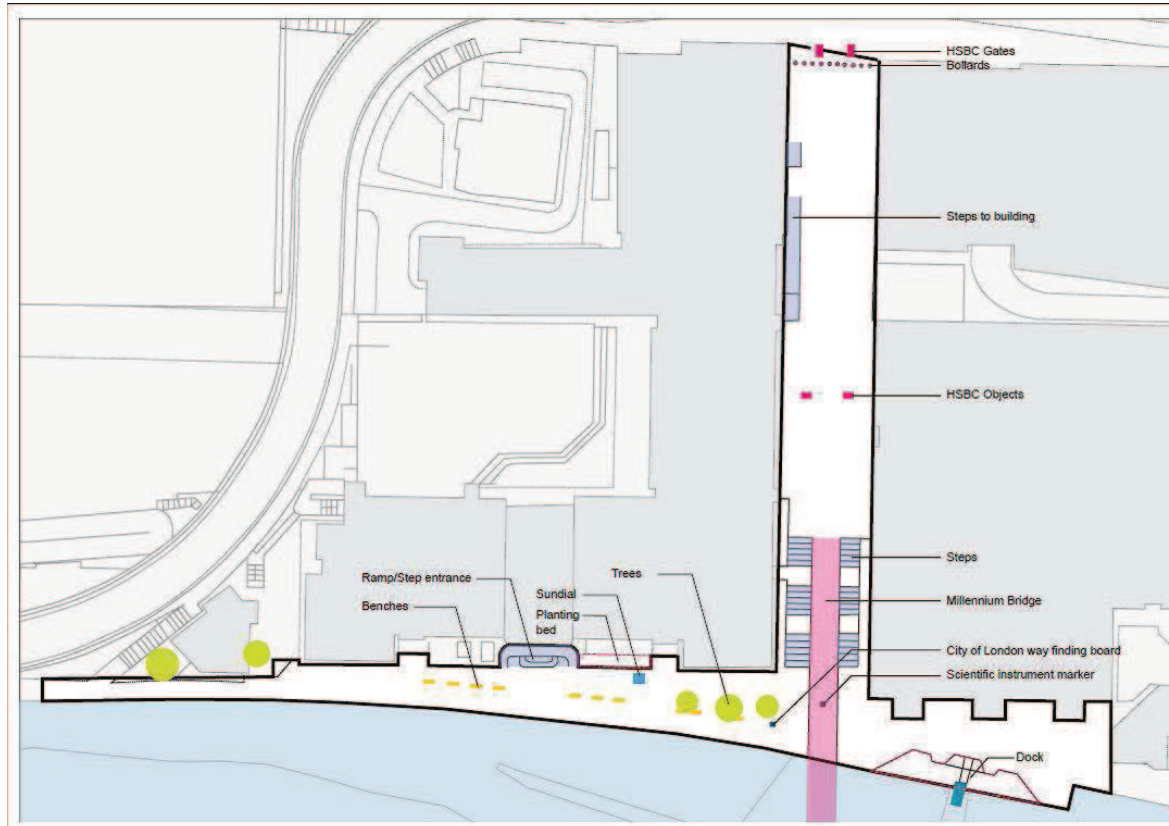 HSBC Gates
Bollards
Steps to building
HSBC Objects
Steps
Ramp/Step entrance
Trees
Sundial
Benches
Planting
bed
Millennium Bridge
City of London way finding board
Scientific instrument marker
Dock